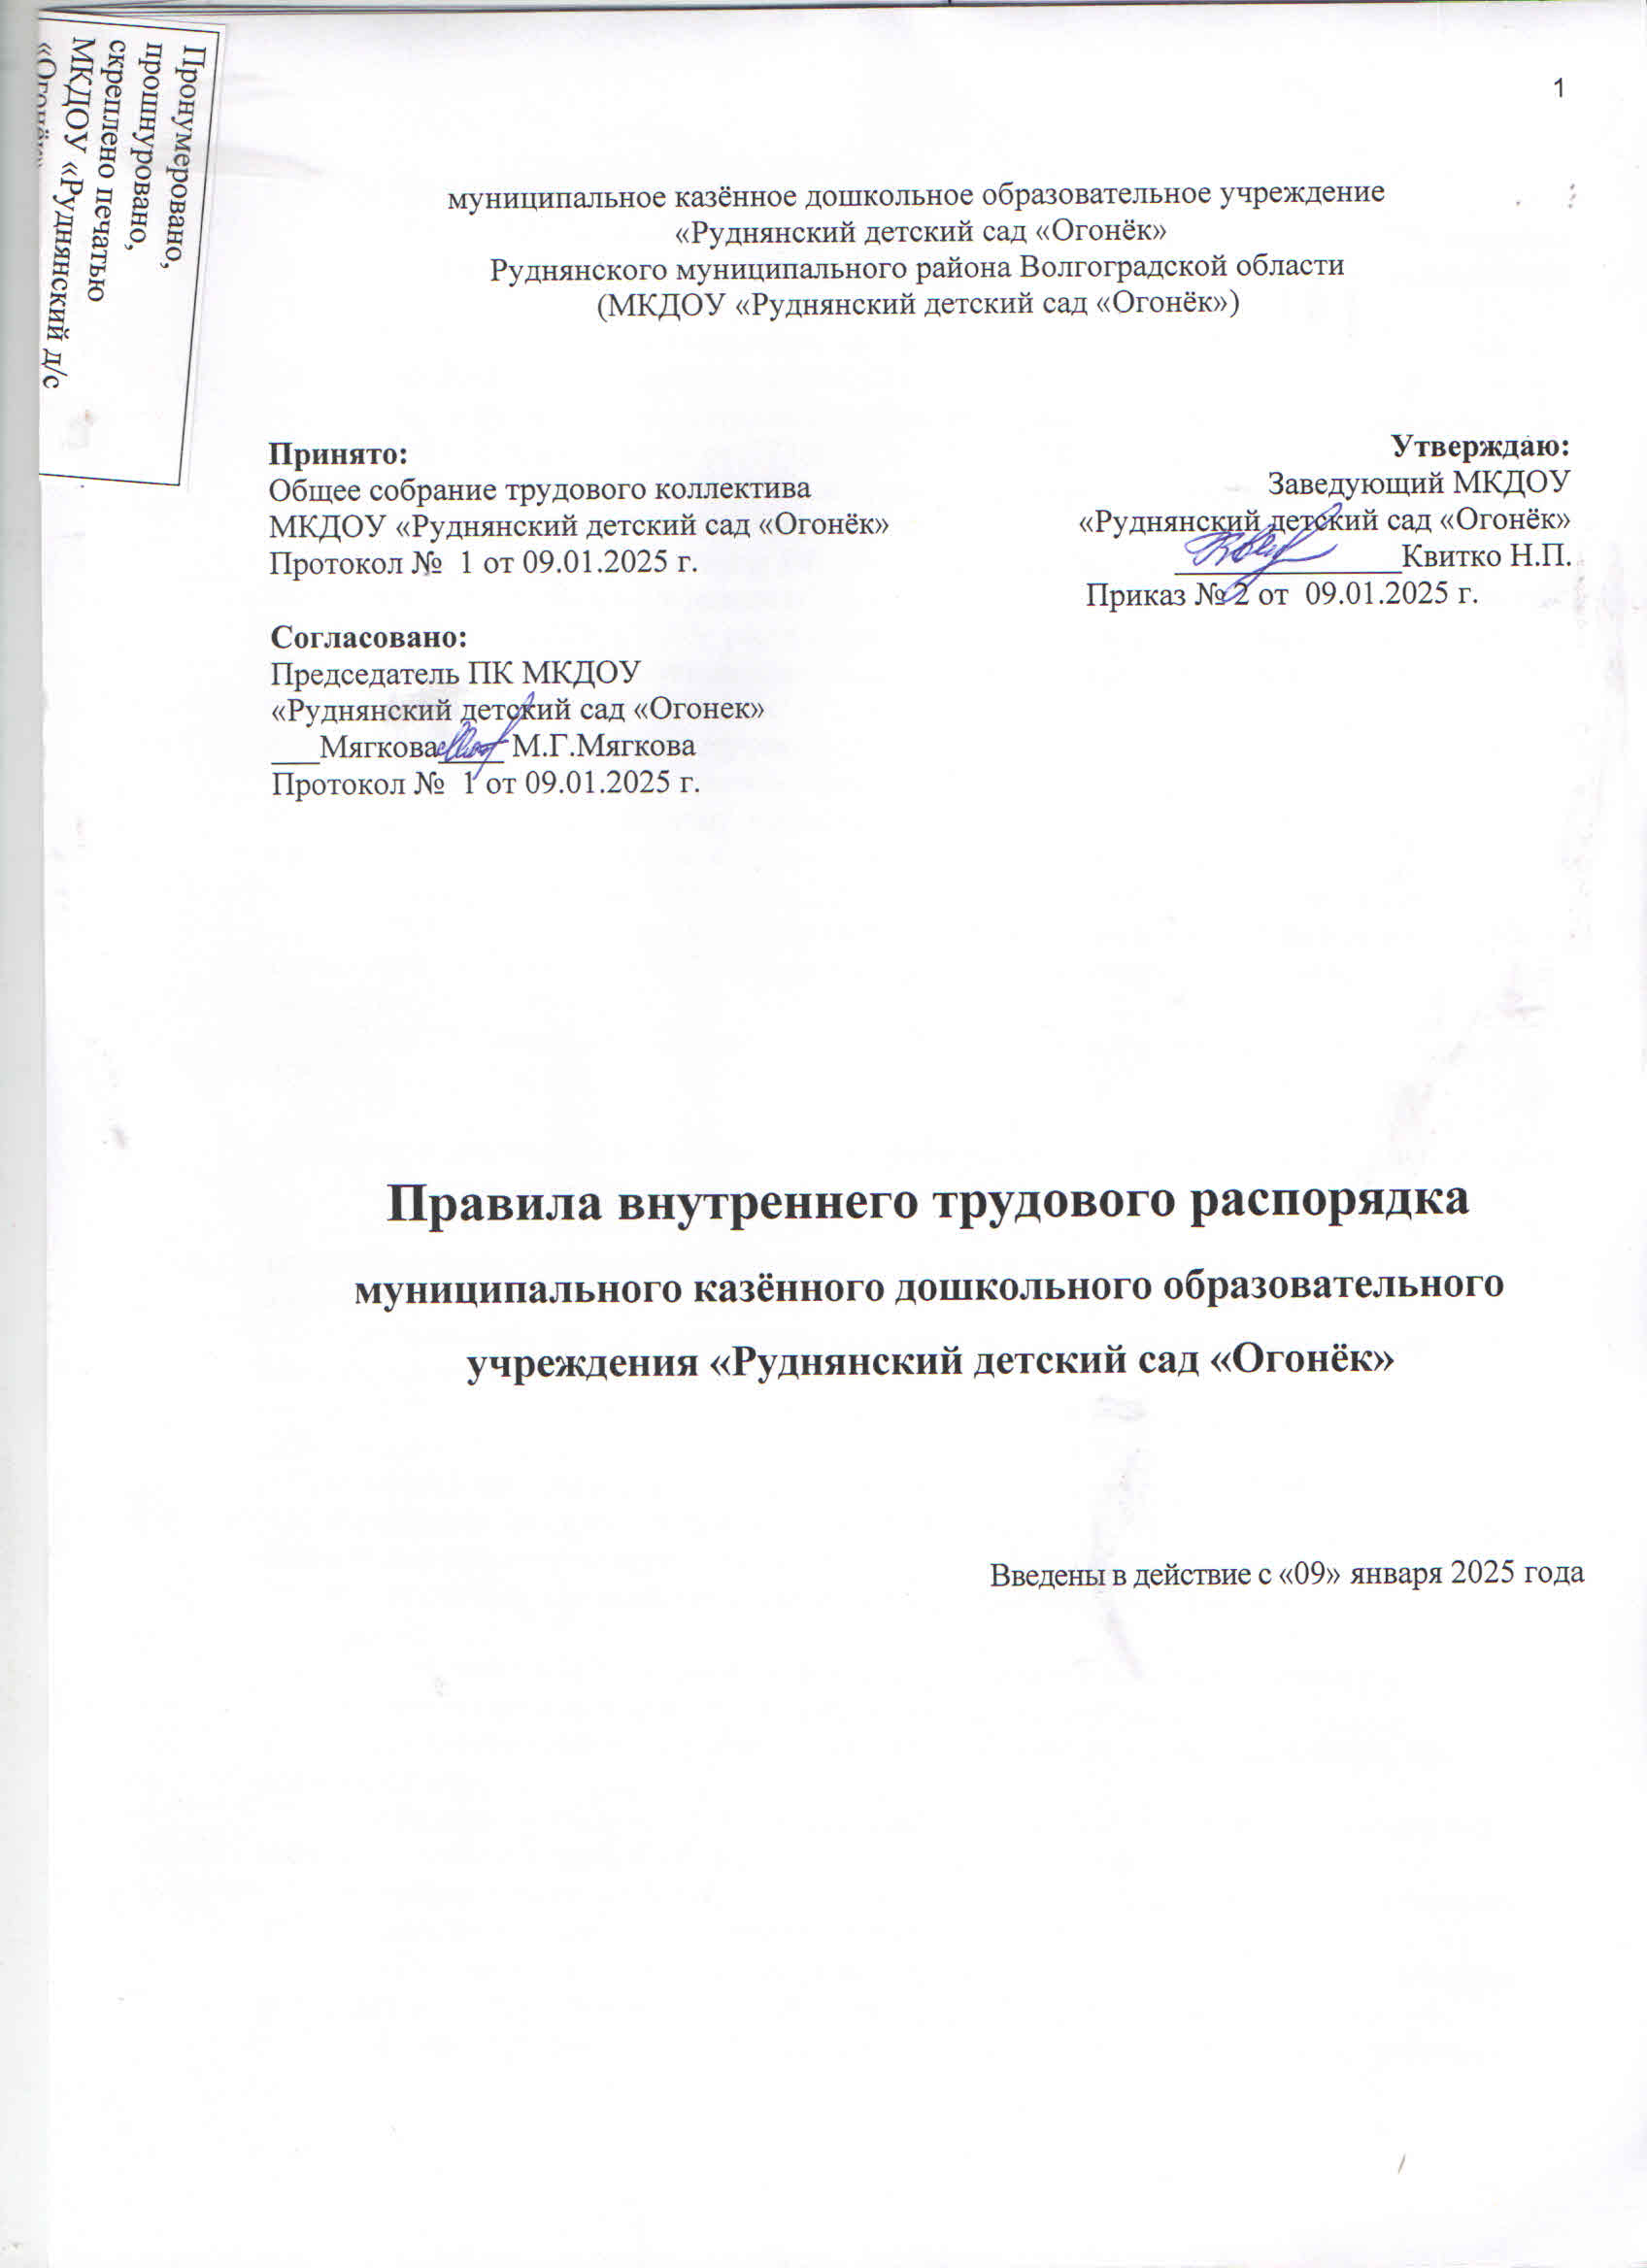 1
Пронумеровано,
прошнуровано,
скреплено печатью
МКДОУ «Руднянский д/с
«Огонёк»
муниципальное казённое дошкольное образовательное учреждение
«Руднянский детский сад «Огонёк»
Руднянского муниципального района Волгоградской области
(МКДОУ «Руднянский детский сад «Огонёк»)
Принято:
Общее собрание трудового коллектива
МКДОУ «Руднянский детский сад «Огонёк»
Протокол № 1 от 09.01.2025 г.
Утверждаю:
Заведующий МКДОУ
«Руднянский детский сад «Огонёк»
______________Квитко Н.П.
Приказ № 2 от 09.01.2025 г.
Согласовано:
Председатель ПК МКДОУ
«Руднянский детский сад «Огонек»
___Мягкова____ М.Г.Мягкова
Протокол № 1 от 09.01.2025 г.
Правила внутреннего трудового распорядка
муниципального казённого дошкольного образовательного
учреждения «Руднянский детский сад «Огонёк»
Введены в действие с «09» января 2025 года